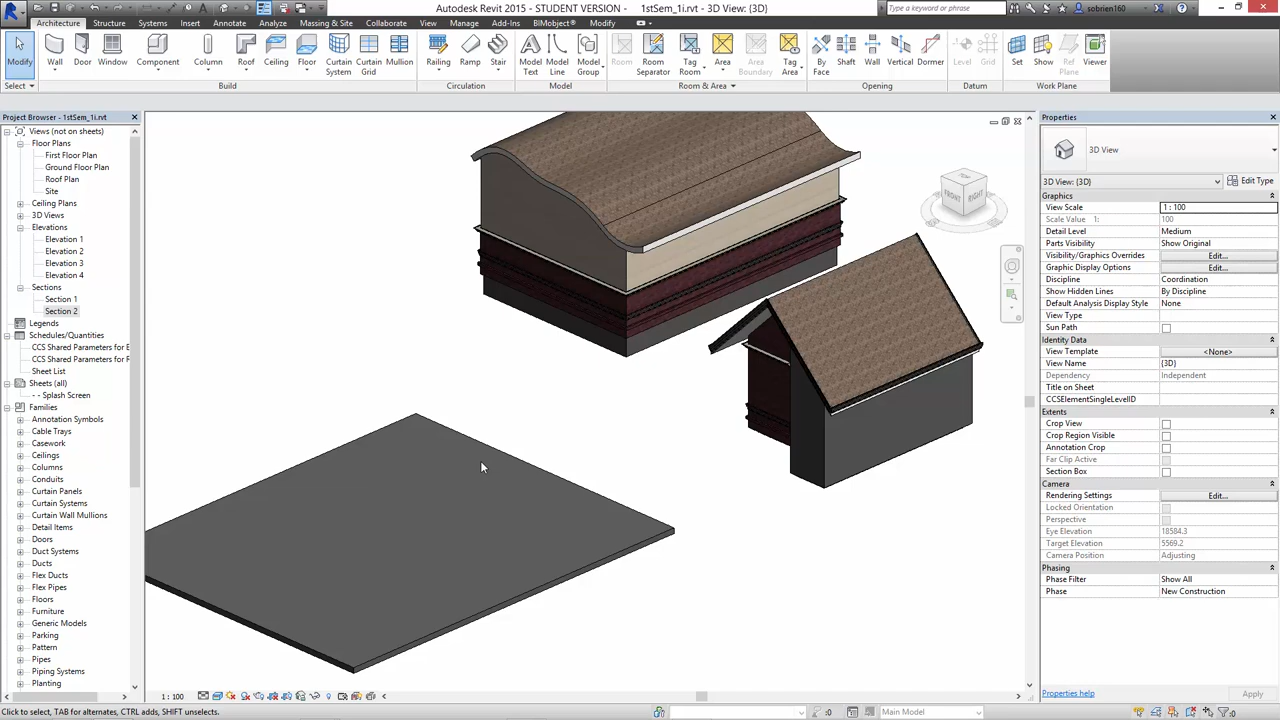 Autodesk Revit 2015 - STUDENT VERSION - 1stSem_1i.rvt - 3D View: {3D}
Type a keyword or phrase
sobrien160
Architecture Structure Systems Insert Annotate Analyze Massing & Site Collaborate View Manage Add-Ins BIMobject® Modify
Modify Wall Door Window Component Column Roof Ceiling Floor Curtain System Curtain Grid Mullion Railing Ramp Stair Model Text Model Line Model Group Room Room Separator Tag Room Area Area Boundary Tag Area By Face Shaft Wall Vertical Dormer Level Grid Set Show Ref Plane Viewer
Select Build Circulation Model Room & Area Opening Datum Work Plane
Project Browser - 1stSem_1i.rvt
Views (not on sheets)
Floor Plans
First Floor Plan
Ground Floor Plan
Roof Plan
Site
Ceiling Plans
3D Views
Elevations
Elevation 1
Elevation 2
Elevation 3
Elevation 4
Sections
Section 1
Section 2
Legends
Schedules/Quantities
CCS Shared Parameters for E
CCS Shared Parameters for F
Sheet List
Sheets (all)
- - Splash Screen
Families
Annotation Symbols
Cable Trays
Casework
Ceilings
Columns
Conduits
Curtain Panels
Curtain Systems
Curtain Wall Mullions
Detail Items
Doors
Duct Systems
Ducts
Flex Ducts
Flex Pipes
Floors
Furniture
Generic Models
Parking
Pattern
Pipes
Piping Systems
Planting
FRONT RIGHT
Properties
3D View
3D View: {3D} Edit Type
Graphics
View Scale 1 : 100
Scale Value 1: 100
Detail Level Medium
Parts Visibility Show Original
Visibility/Graphics Overrides Edit...
Graphic Display Options Edit...
Discipline Coordination
Show Hidden Lines By Discipline
Default Analysis Display Style None
View Type
Sun Path
Identity Data
View Template <None>
View Name {3D}
Dependency Independent
Title on Sheet
CCSElementSingleLevelID
Extents
Crop View
Crop Region Visible
Annotation Crop
Far Clip Active
Section Box
Camera
Rendering Settings Edit...
Locked Orientation
Perspective
Eye Elevation 18584.3
Target Elevation 5569.2
Camera Position Adjusting
Phasing
Phase Filter Show All
Phase New Construction
Properties help Apply
1 : 100
Click to select, TAB for alternates, CTRL adds, SHIFT unselects.
:0 Main Model :0